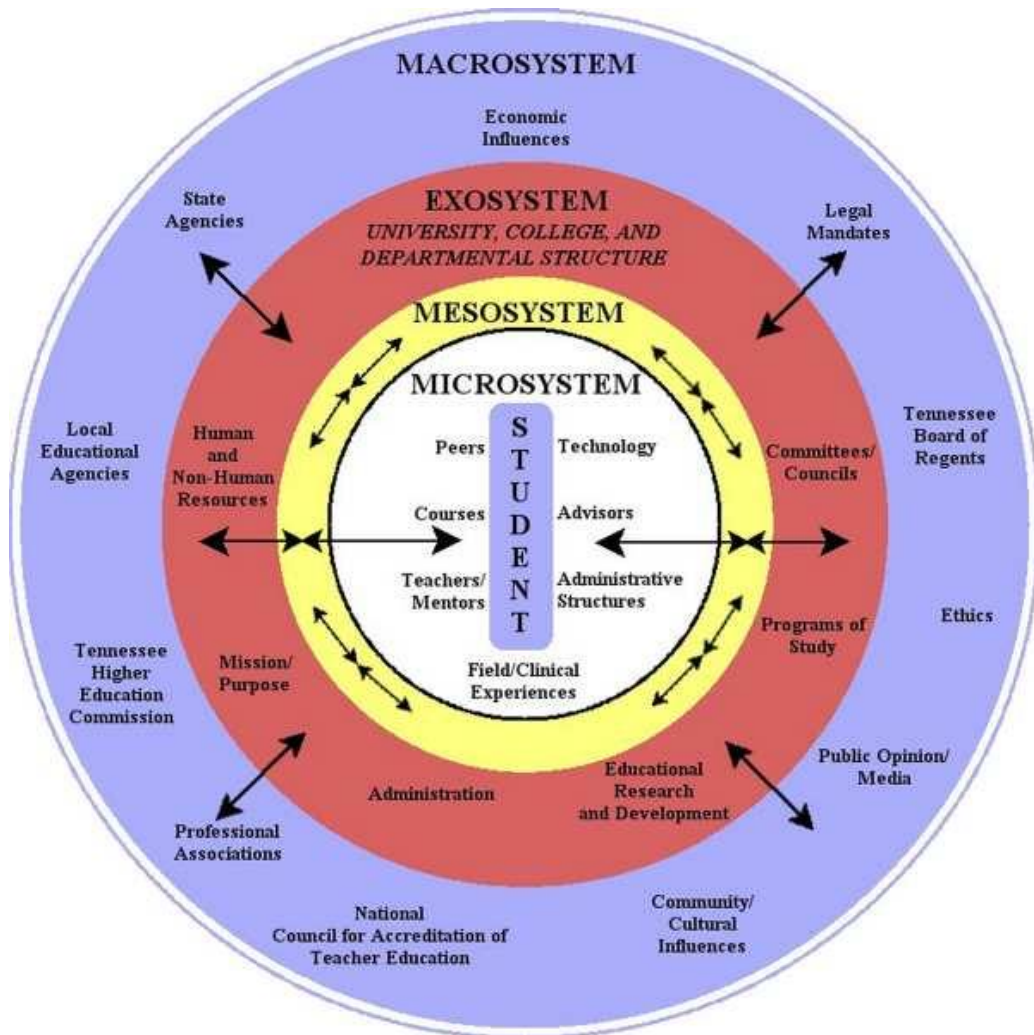 MACROSYSTEM
Economic
Influences
State
Agencies
Legal
Mandates
EXOSYSTEM
UNIVERSITY, COLLEGE, AND
DEPARTMENTAL STRUCTURE
MESOSYSTEM
MICROSYSTEM
STUDENT
Peers
Technology
Courses
Advisors
Teachers/
Mentors
Administrative
Structures
Field/Clinical
Experiences
Local
Educational
Agencies
Human
and
Non-Human
Resources
Committees/
Councils
Tennessee
Board of
Regents
Programs of
Study
Ethics
Tennessee
Higher
Education
Commission
Mission/
Purpose
Administration
Educational
Research
and Development
Public Opinion/
Media
Professional
Associations
National
Council for Accreditation of
Teacher Education
Community/
Cultural
Influences